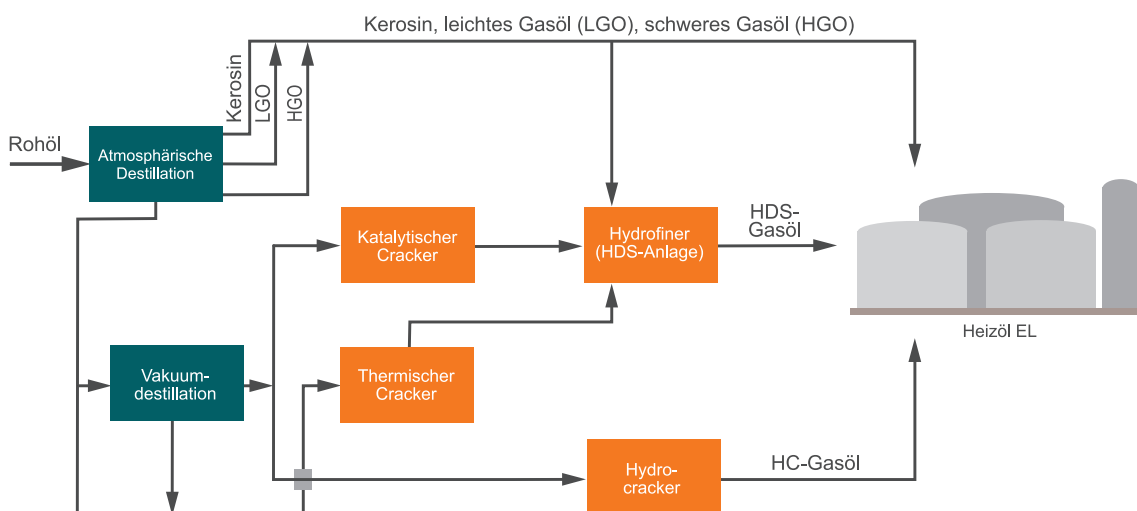 Kerosin, leichtes Gasöl (LGO), schweres Gasöl (HGO)
Kerosin
LGO
HGO
Rohöl
Atmosphärische
Destillation
Katalytischer
Cracker
Hydrofiner
(HDS-Anlage)
HDS-
Gasöl
Heizöl EL
Vakuum-
destillation
Thermischer
Cracker
Hydro-
cracker
HC-Gasöl